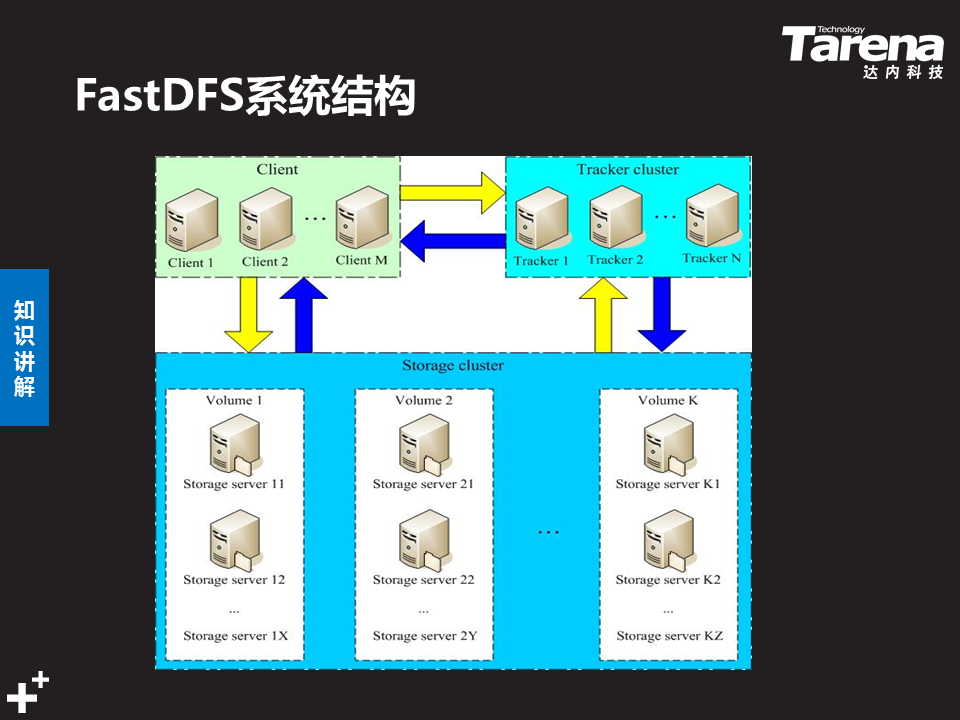 Technology
Tarena
达内科技
FastDFS系统结构
知识讲解
Client
Client 1
Client 2
...
Client M
Tracker cluster
Tracker 1
Tracker 2
...
Tracker N
Storage cluster
Volume 1
Storage server 11
Storage server 12
...
Storage server 1X
Volume 2
Storage server 21
Storage server 22
...
Storage server 2Y
...
Volume K
Storage server K1
Storage server K2
...
Storage server KZ